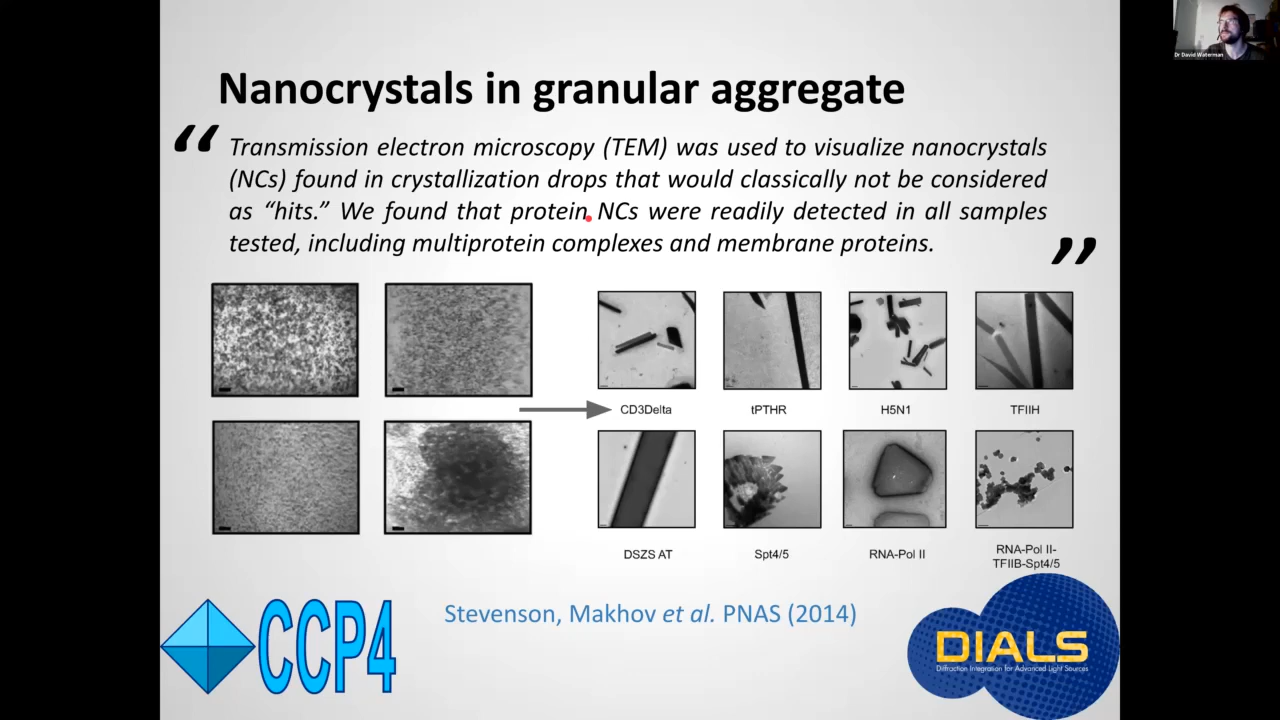 Dr David Waterman
Nanocrystals in granular aggregate
“
Transmission electron microscopy (TEM) was used to visualize nanocrystals
(NCs) found in crystallization drops that would classically not be considered
as “hits.” We found that protein NCs were readily detected in all samples
tested, including multiprotein complexes and membrane proteins.
”
CD3Delta
tPTHR
H5N1
TFIIH
DSZS AT
Spt4/5
RNA-Pol II
RNA-Pol II-
TFIIB-Spt4/5
Stevenson, Makhov et al. PNAS (2014)
CCP4
DIALS
Diffraction Integration for Advanced Light Sources